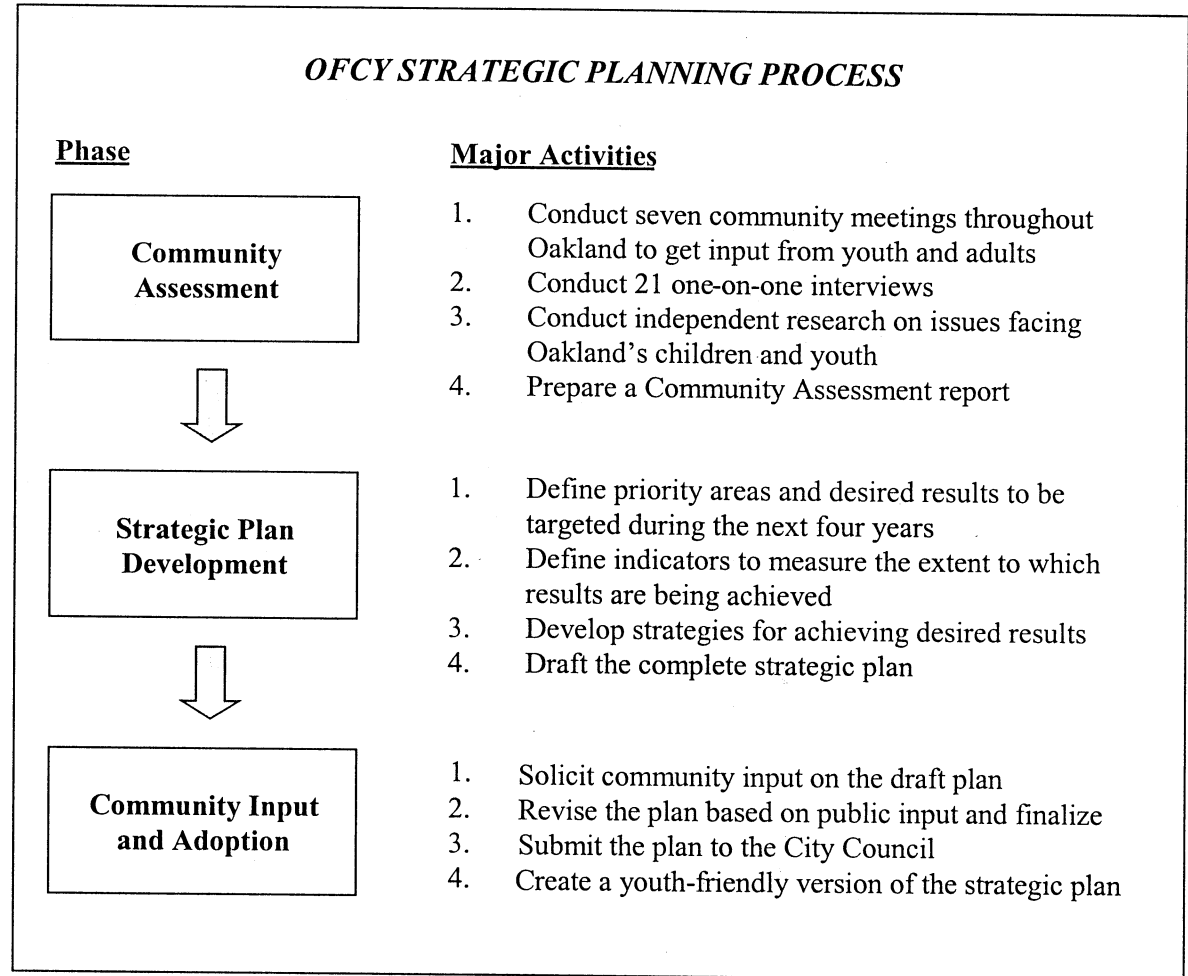 OFCY STRATEGIC PLANNING PROCESS
Phase
Major Activities
Community
Assessment
1. Conduct seven community meetings throughout
Oakland to get input from youth and adults
2. Conduct 21 one-on-one interviews
3. Conduct independent research on issues facing
Oakland's children and youth
4. Prepare a Community Assessment report
Strategic Plan
Development
1. Define priority areas and desired results to be
targeted during the next four years
2. Define indicators to measure the extent to which
results are being achieved
3. Develop strategies for achieving desired results
4. Draft the complete strategic plan
Community Input
and Adoption
1. Solicit community input on the draft plan
2. Revise the plan based on public input and finalize
3. Submit the plan to the City Council
4. Create a youth-friendly version of the strategic plan